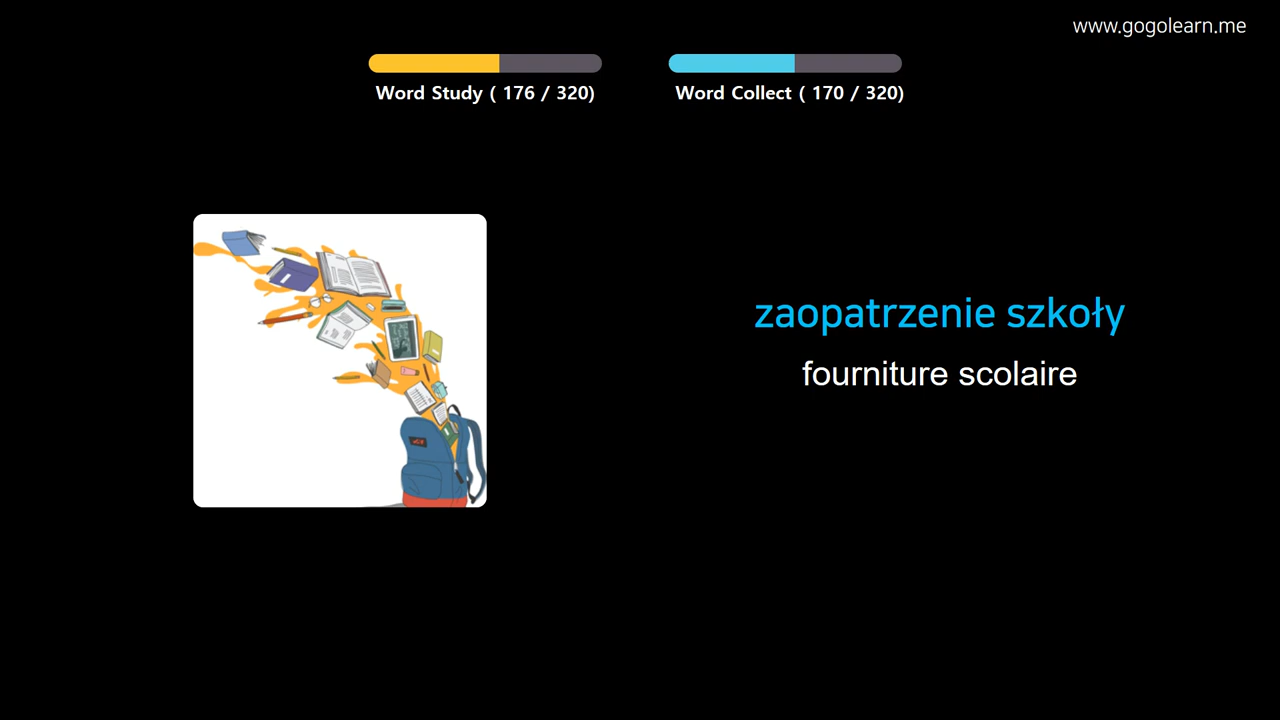 www.gogolearn.me
Word Study ( 176 / 320)
Word Collect ( 170 / 320)
zaopatrzenie szkoły
fourniture scolaire